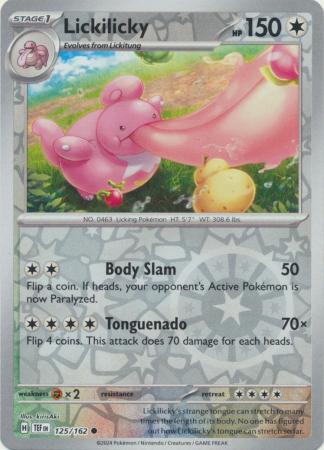 STAGE 1
Lickilicky
HP 150
Evolves from Lickitung
NO. 0463 Licking Pokémon HT: 5'7" WT: 308.6 lbs.
Body Slam 50
Flip a coin. If heads, your opponent's Active Pokémon is
now Paralyzed.
Tonguenado 70×
Flip 4 coins. This attack does 70 damage for each heads.
weakness ×2 resistance retreat
Illus. kirisAki
H TEF EN 125/162
Lickilicky's strange tongue can stretch to many
times the length of its body. No one has figured
out how Lickilicky's tongue can stretch so far.
©2024 Pokémon / Nintendo / Creatures / GAME FREAK